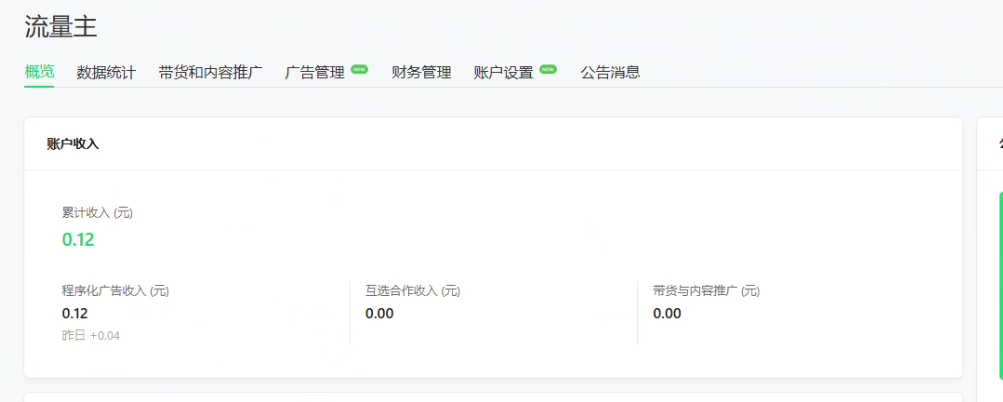 流量主
概览 数据统计 带货和内容推广 广告管理 NEW 财务管理 账户设置 NEW 公告消息
账户收入
累计收入 (元)
0.12
程序化广告收入 (元) 互选合作收入 (元) 带货与内容推广 (元)
0.12 0.00 0.00
昨日 +0.04